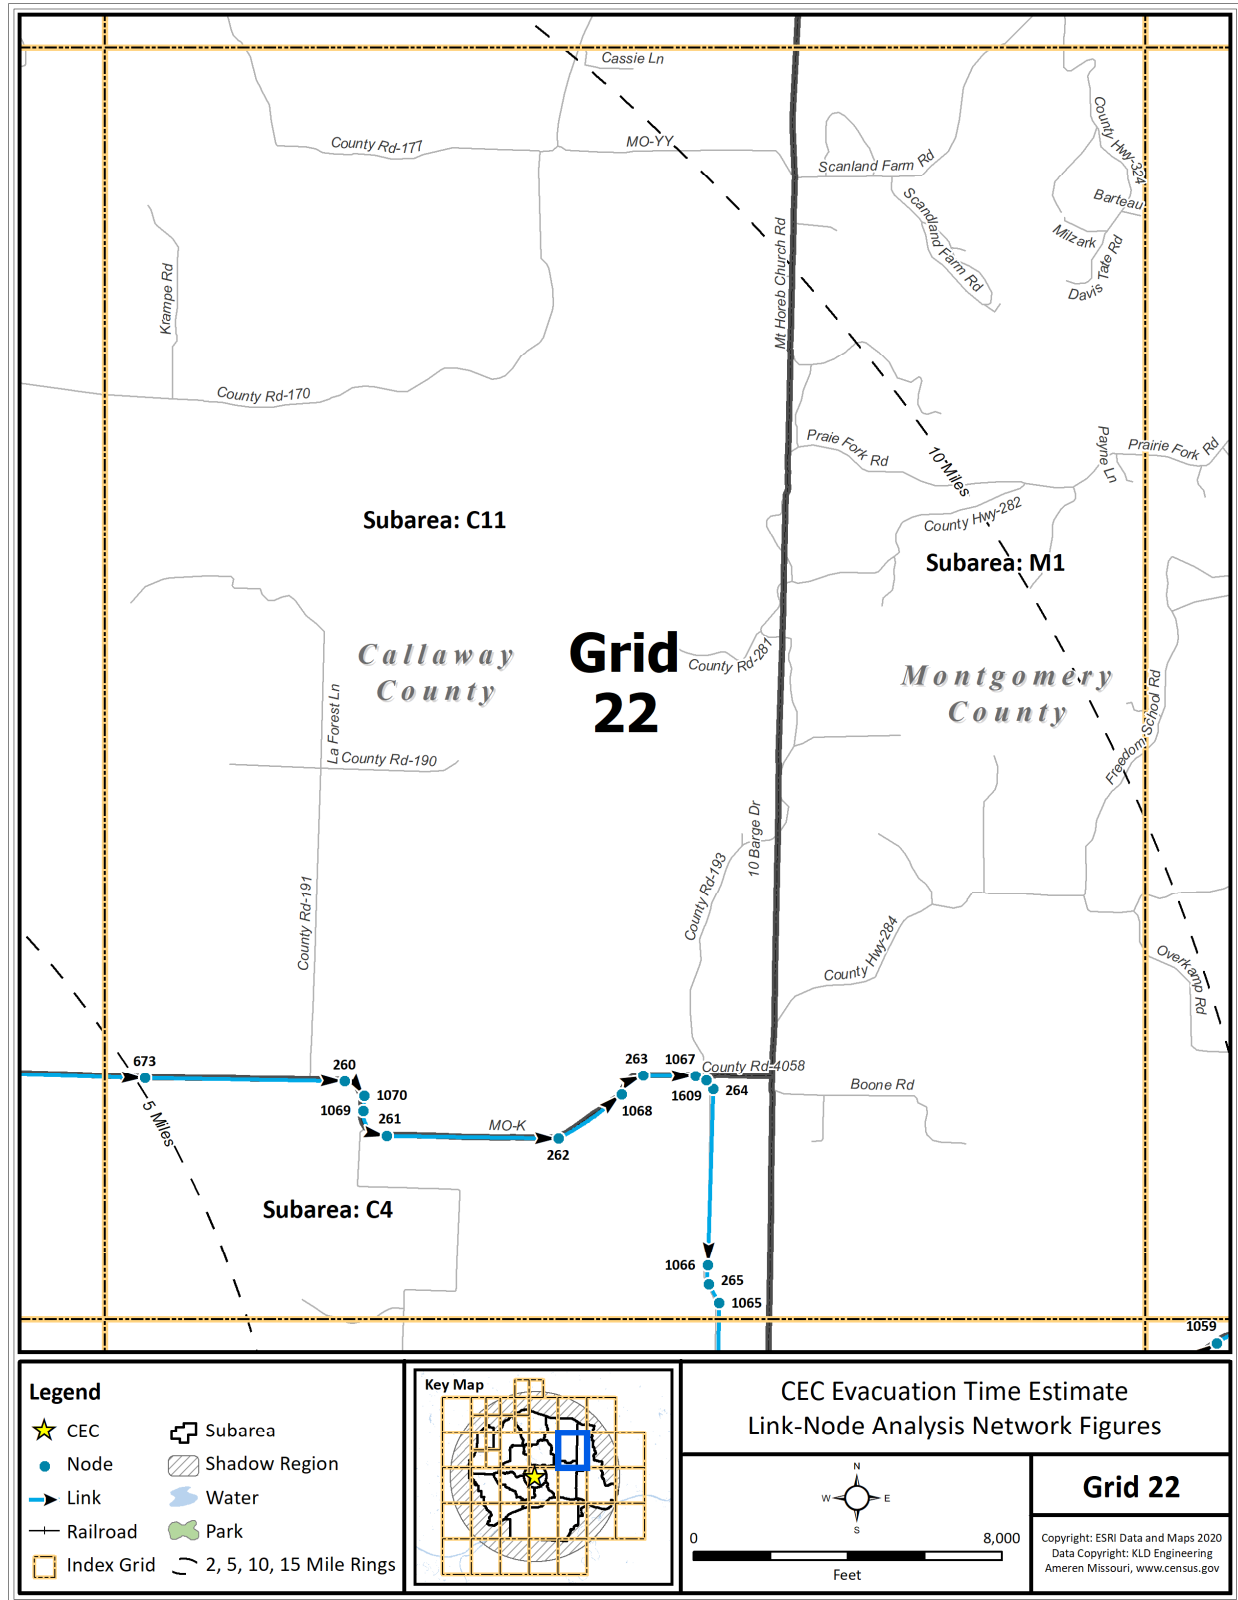 Cassie Ln
County Rd-177
MO-YY
Scanland Farm Rd
County Hwy-324
Barteau
Milzark
Davis Tate Rd
Scandland Farm Rd
Krampe Rd
Mt Horeb Church Rd
County Rd-170
Praie Fork Rd
10 Miles
Payne Ln
Prairie Fork Rd
County Hwy-282
Subarea: C11
Subarea: M1
Callaway
County
Grid
22
County Rd-281
Montgomery
County
La Forest Ln
County Rd-190
Freedom School Rd
10 Barge Dr
County Rd-193
County Rd-191
County Hwy-284
Overkamp Rd
673
260
263
1067
County Rd-4058
1070
1069
261
1068
1609
264
Boone Rd
5 Miles
MO-K
262
Subarea: C4
1066
265
1065
1059
Legend
CEC
Subarea
Node
Shadow Region
Link
Water
Railroad
Park
Index Grid
2, 5, 10, 15 Mile Rings
Key Map
CEC Evacuation Time Estimate
Link-Node Analysis Network Figures
N
W
E
S
0
8,000
Feet
Grid 22
Copyright: ESRI Data and Maps 2020
Data Copyright: KLD Engineering
Ameren Missouri, www.census.gov